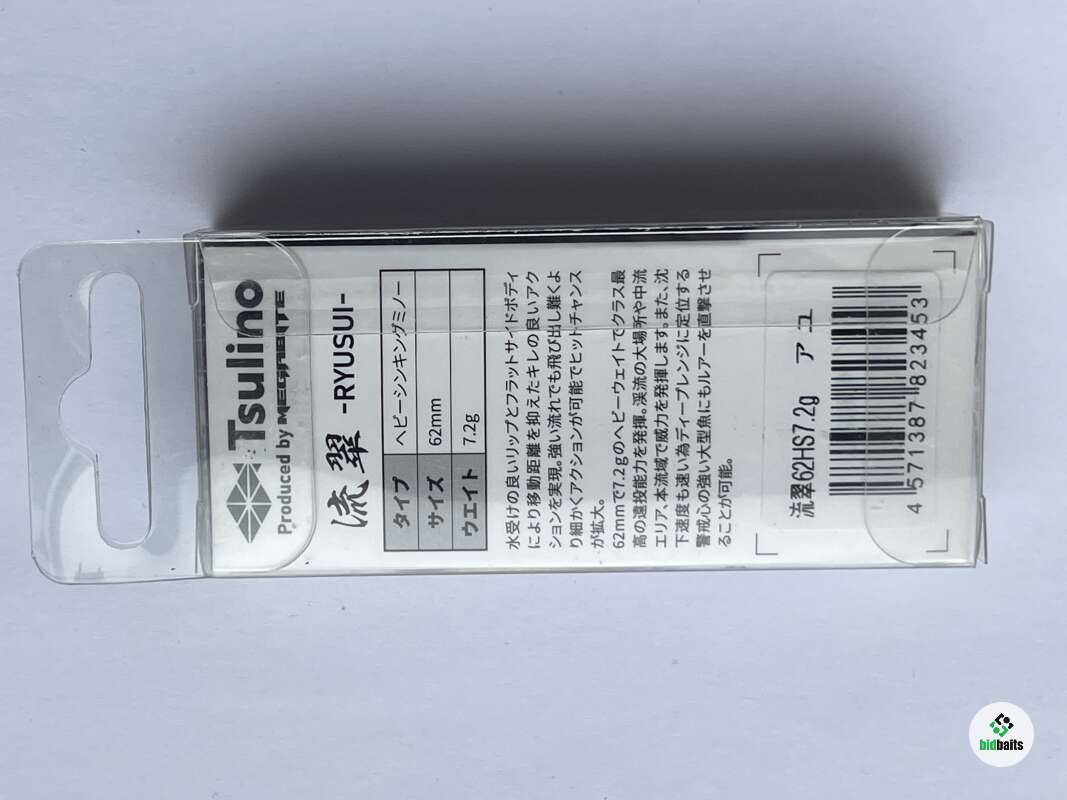 Tsulino
Produced by MEGABITE
流翠 -RYUSUI-
タイプ ヘビーシンキングミノー
サイズ 62mm
ウェイト 7.2g
水受けの良いリップとフラットサイドボディ
により移動距離を抑えたキレの良いアク
ションを実現。強い流れでも飛び出し難くよ
り細かくアクションが可能でヒットチャンス
が拡大。
62mmで7.2gのヘビーウェイトでクラス最
高の遠投能力を発揮。渓流の大場所や中流
エリア、本流域で威力を発揮します。また、沈
下速度も速い為ディープレンジに定位する
警戒心の強い大型魚にもルアーを直撃させ
ることが可能。
流翠62HS7.2g アユ
4571387823453
bidbaits